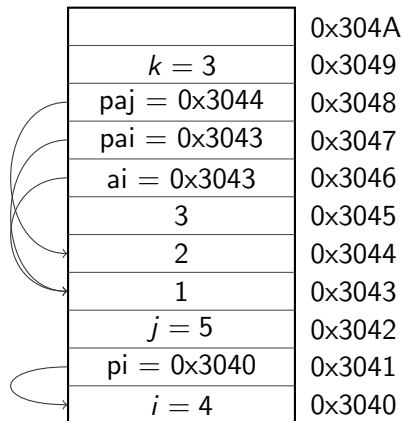 0x304A
k = 3 0x3049
paj = 0x3044 0x3048
pai = 0x3043 0x3047
ai = 0x3043 0x3046
3 0x3045
2 0x3044
1 0x3043
j = 5 0x3042
pi = 0x3040 0x3041
i = 4 0x3040